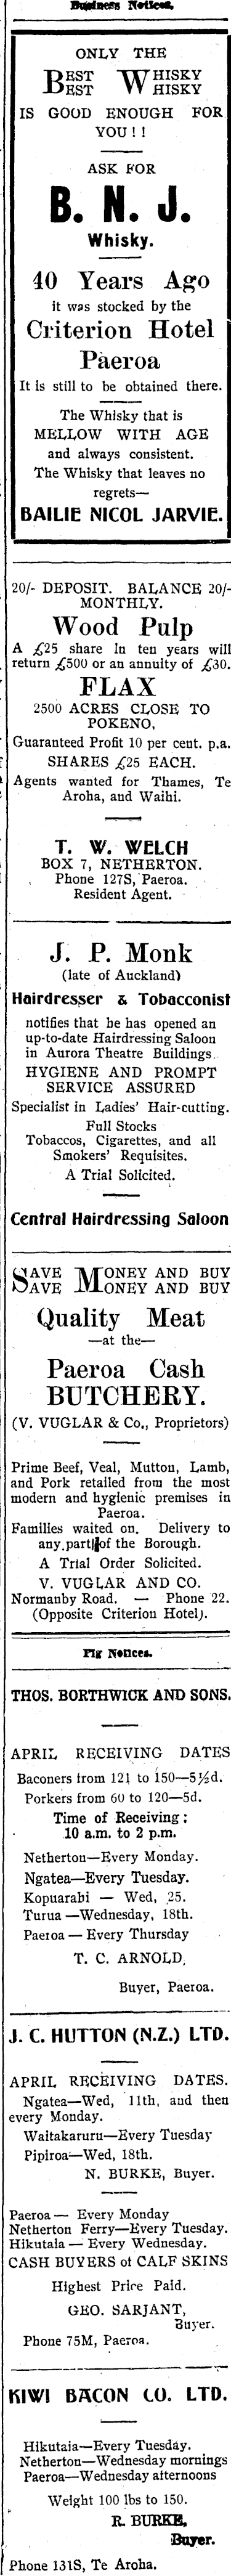 Business Notices.
ONLY THE
BEST WHISKY
BEST WHISKY
IS GOOD ENOUGH FOR
YOU!!
ASK FOR
B. N. J.
Whisky.
40 Years Ago
it was stocked by the
Criterion Hotel
Paeroa
It is still to be obtained there.
The Whisky that is
MELLOW WITH AGE
and always consistent.
The Whisky that leaves no
regrets—
BAILIE NICOL JARVIE.
20/- DEPOSIT. BALANCE 20/-
MONTHLY.
Wood Pulp
A £25 share in ten years will
return £500 or an annuity of £30.
FLAX
2500 ACRES CLOSE TO
POKENO.
Guaranteed Profit 10 per cent. p.a.
SHARES £25 EACH.
Agents wanted for Thames, Te
Aroha, and Waihi.
T. W. WELCH
BOX 7, NETHERTON.
Phone 127S, Paeroa.
Resident Agent.
J. P. Monk
(late of Auckland)
Hairdresser & Tobacconist
notifies that he has opened an
up-to-date Hairdressing Saloon
in Aurora Theatre Buildings.
HYGIENE AND PROMPT
SERVICE ASSURED
Specialist in Ladies' Hair-cutting.
Full Stocks
Tobaccos, Cigarettes, and all
Smokers' Requisites.
A Trial Solicited.
Central Hairdressing Saloon
SAVE MONEY AND BUY
SAVE MONEY AND BUY
Quality Meat
—at the—
Paeroa Cash
BUTCHERY.
(V. VUGLAR & Co., Proprietors)
Prime Beef, Veal, Mutton, Lamb,
and Pork retailed from the most
modern and hygienic premises in
Paeroa.
Families waited on. Delivery to
any part of the Borough.
A Trial Order Solicited.
V. VUGLAR AND CO.
Normanby Road. — Phone 22.
(Opposite Criterion Hotel).
Pig Notices.
THOS. BORTHWICK AND SONS.
APRIL RECEIVING DATES
Baconers from 121 to 150—5½d.
Porkers from 60 to 120—5d.
Time of Receiving:
10 a.m. to 2 p.m.
Netherton—Every Monday.
Ngatea—Every Tuesday.
Kopuarahi — Wed, 25.
Turua—Wednesday, 18th.
Paeroa — Every Thursday
T. C. ARNOLD,
Buyer, Paeroa.
J. C. HUTTON (N.Z.) LTD.
APRIL RECEIVING DATES.
Ngatea—Wed, 11th, and then
every Monday.
Waitakaruru—Every Tuesday
Pipiroa—Wed, 18th.
N. BURKE, Buyer.
Paeroa — Every Monday
Netherton Ferry—Every Tuesday.
Hikutaia — Every Wednesday.
CASH BUYERS of CALF SKINS
Highest Price Paid.
GEO. SARJANT,
Buyer.
Phone 75M, Paeroa.
KIWI BACON CO. LTD.
Hikutaia—Every Tuesday.
Netherton—Wednesday mornings
Paeroa—Wednesday afternoons
Weight 100 lbs to 150.
R. BURKE,
Buyer.
Phone 131S, Te Aroha.